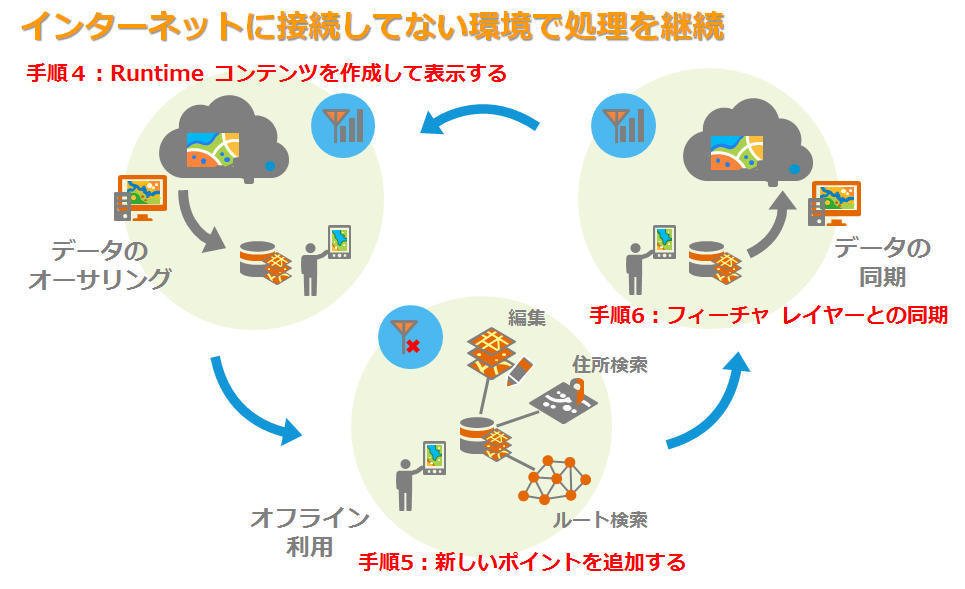 インターネットに接続してない環境で処理を継続
手順４：Runtime コンテンツを作成して表示する
データの
オーサリング
データの
同期
手順6：フィーチャ レイヤーとの同期
編集
住所検索
ルート検索
オフライン
利用
手順5：新しいポイントを追加する